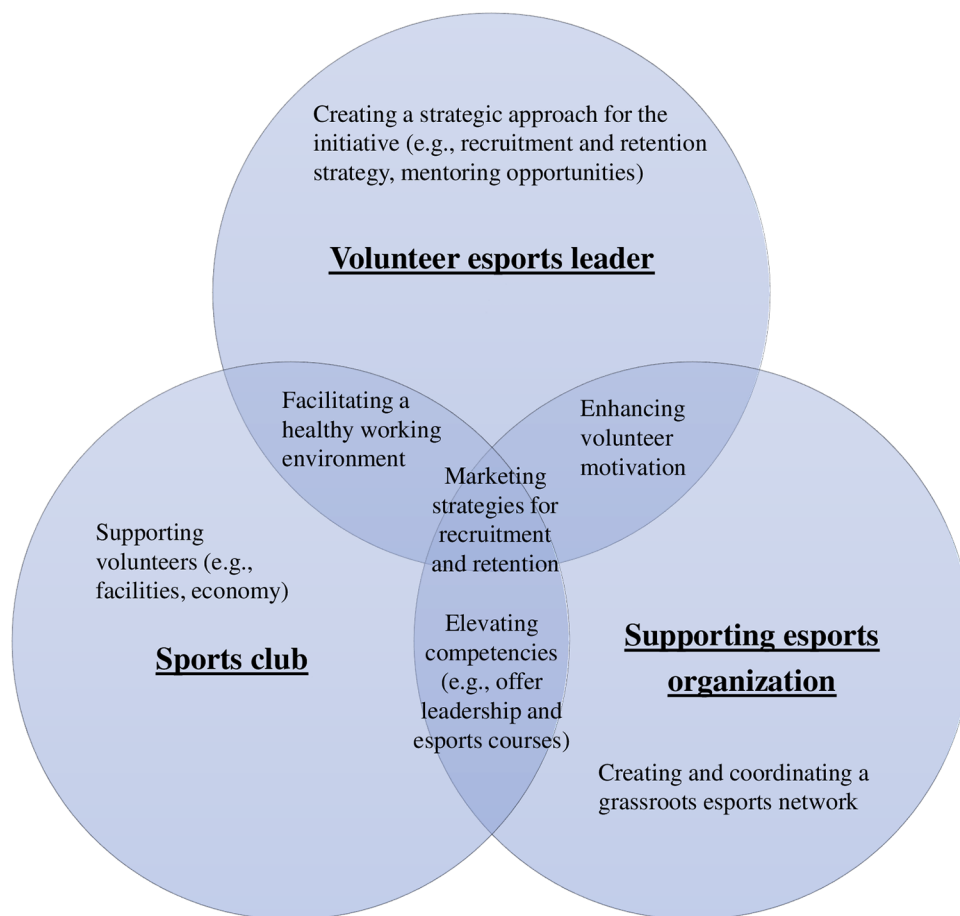 Creating a strategic approach for the
initiative (e.g., recruitment and retention
strategy, mentoring opportunities)
Volunteer esports leader
Facilitating a
healthy working
environment
Enhancing
volunteer
motivation
Marketing
strategies for
recruitment
and retention
Supporting
volunteers (e.g.,
facilities, economy)
Sports club
Elevating
competencies
(e.g., offer
leadership and
esports courses)
Supporting esports
organization
Creating and coordinating a
grassroots esports network